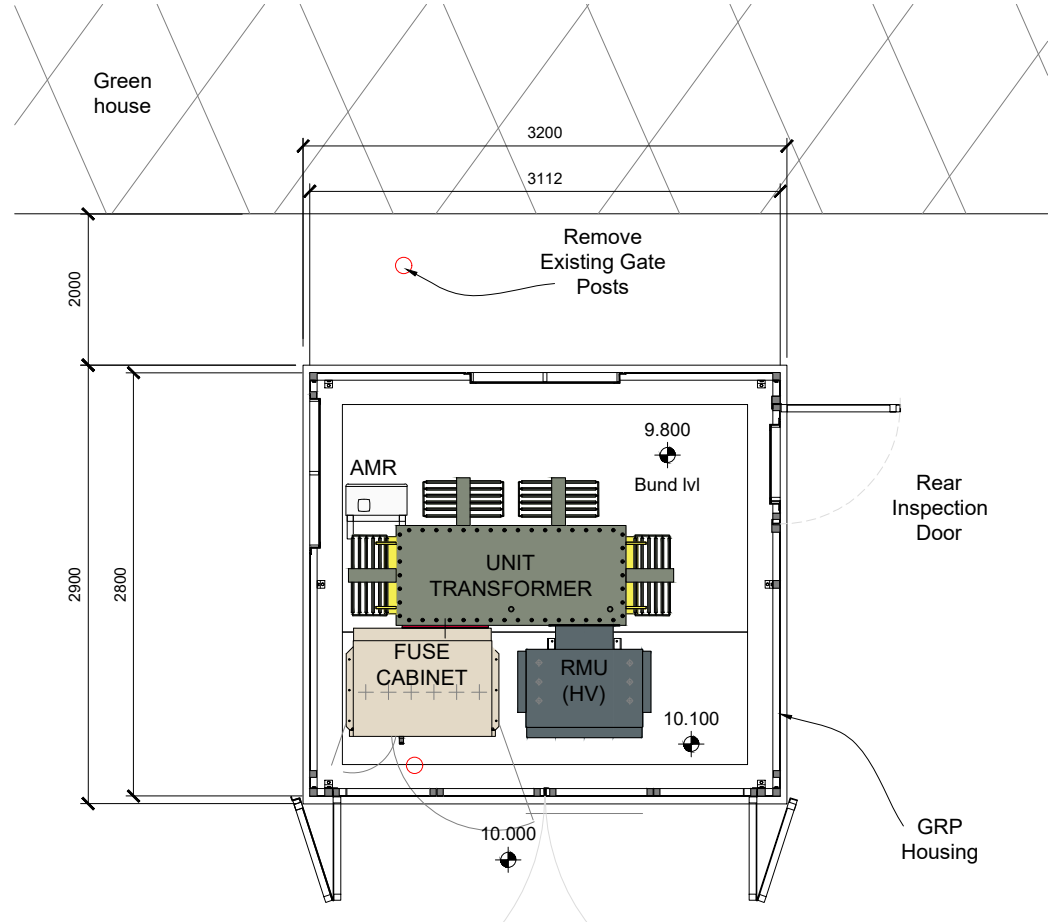 Green
house
3200
3112
Remove
Existing Gate
Posts
2000
9.800
Bund lvl
AMR
Rear
Inspection
Door
UNIT
TRANSFORMER
2900
2800
FUSE
CABINET
RMU
(HV)
10.100
10.000
GRP
Housing